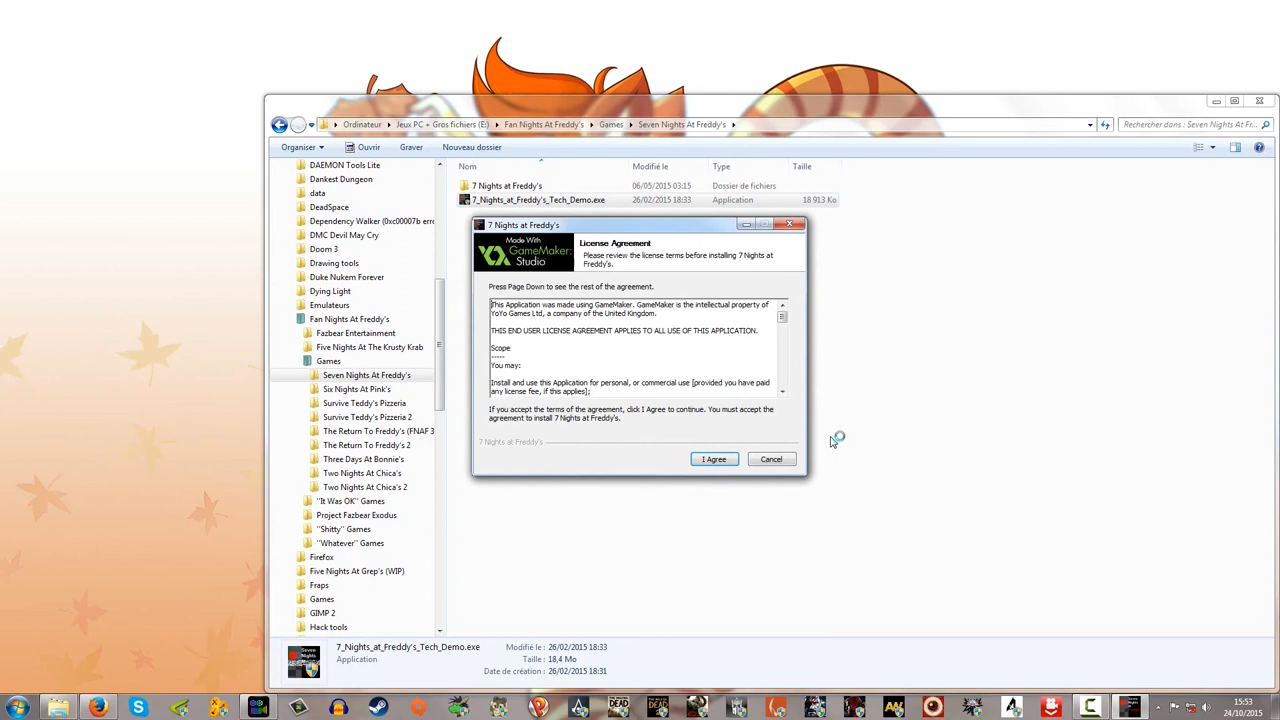 Ordinateur
Jeux PC + Gros fichiers (E:)
Fan Nights At Freddy's
Games
Seven Nights At Freddy's
Rechercher dans : Seven Nights At Fr...
Organiser
Ouvrir
Graver
Nouveau dossier
DAEMON Tools Lite
Dankest Dungeon
data
DeadSpace
Dependency Walker (0xc00007b erro
DMC Devil May Cry
Doom 3
Drawing tools
Duke Nukem Forever
Dying Light
Emulateurs
Fan Nights At Freddy's
Fazbear Entertainment
Five Nights At The Krusty Krab
Games
Seven Nights At Freddy's
Six Nights At Pink's
Survive Teddy's Pizzeria
Survive Teddy's Pizzeria 2
The Return To Freddy's (FNAF 3
The Return To Freddy's 2
Three Days At Bonnie's
Two Nights At Chica's
Two Nights At Chica's 2
"It Was OK" Games
Project Fazbear Exodus
"Shitty" Games
"Whatever" Games
Firefox
Five Nights At Grep's (WIP)
Fraps
Games
GIMP 2
Hack tools
Nom
Modifié le
Type
Taille
7 Nights at Freddy's
06/05/2015 03:15
Dossier de fichiers
7_Nights_at_Freddy's_Tech_Demo.exe
26/02/2015 18:33
Application
18 913 Ko
7 Nights at Freddy's
Made With
GameMaker:
Studio
License Agreement
Please review the license terms before installing 7 Nights at
Freddy's.
Press Page Down to see the rest of the agreement.
This Application was made using GameMaker. GameMaker is the intellectual property of
YoYo Games Ltd, a company of the United Kingdom.
THIS END USER LICENSE AGREEMENT APPLIES TO ALL USE OF THIS APPLICATION.
Scope
-----
You may:
Install and use this Application for personal, or commercial use [provided you have paid
any license fee, if this applies];
If you accept the terms of the agreement, click I Agree to continue. You must accept the
agreement to install 7 Nights at Freddy's.
7 Nights at Freddy's
I Agree
Cancel
Seven
Nights
7_Nights_at_Freddy's_Tech_Demo.exe
Application
Modifié le : 26/02/2015 18:33
Taille : 18,4 Mo
Date de création : 26/02/2015 18:31
15:53
24/10/2015